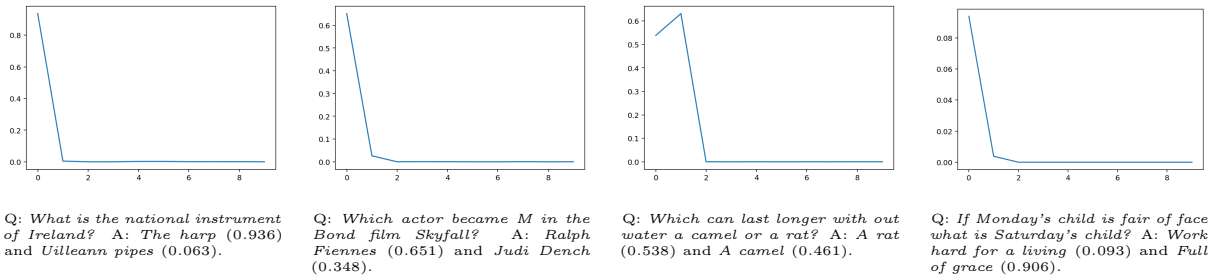 0.8
0.6
0.4
0.2
0.0
0 2 4 6 8
0.6
0.5
0.4
0.3
0.2
0.1
0.0
0 2 4 6 8
0.6
0.5
0.4
0.3
0.2
0.1
0.0
0 2 4 6 8
0.08
0.06
0.04
0.02
0.00
0 2 4 6 8
Q: What is the national instrument
of Ireland? A: The harp (0.936)
and Uilleann pipes (0.063).
Q: Which actor became M in the
Bond film Skyfall? A: Ralph
Fiennes (0.651) and Judi Dench
(0.348).
Q: Which can last longer with out
water a camel or a rat? A: A rat
(0.538) and A camel (0.461).
Q: If Monday's child is fair of face
what is Saturday's child? A: Work
hard for a living (0.093) and Full
of grace (0.906).